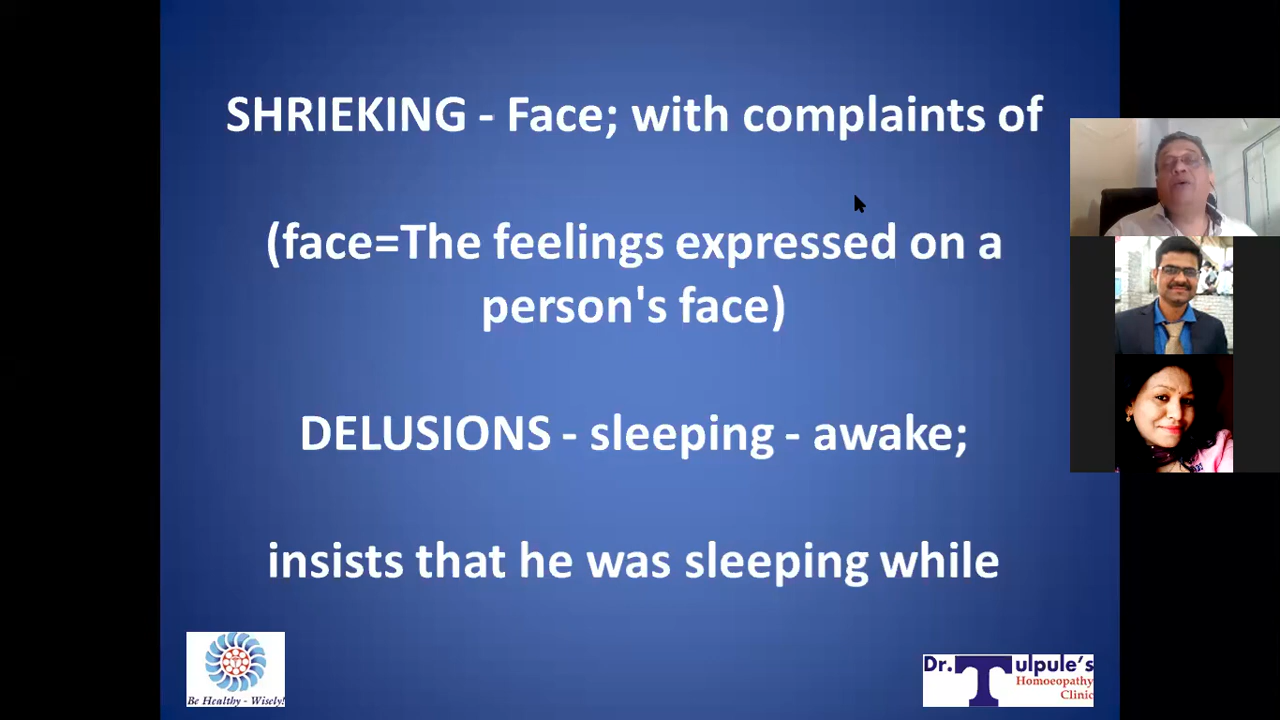 SHRIEKING - Face; with complaints of
(face=The feelings expressed on a
person's face)
DELUSIONS - sleeping - awake;
insists that he was sleeping while
Be Healthy - Wisely!
Dr. Tulpule's
Homoeopathy
Clinic